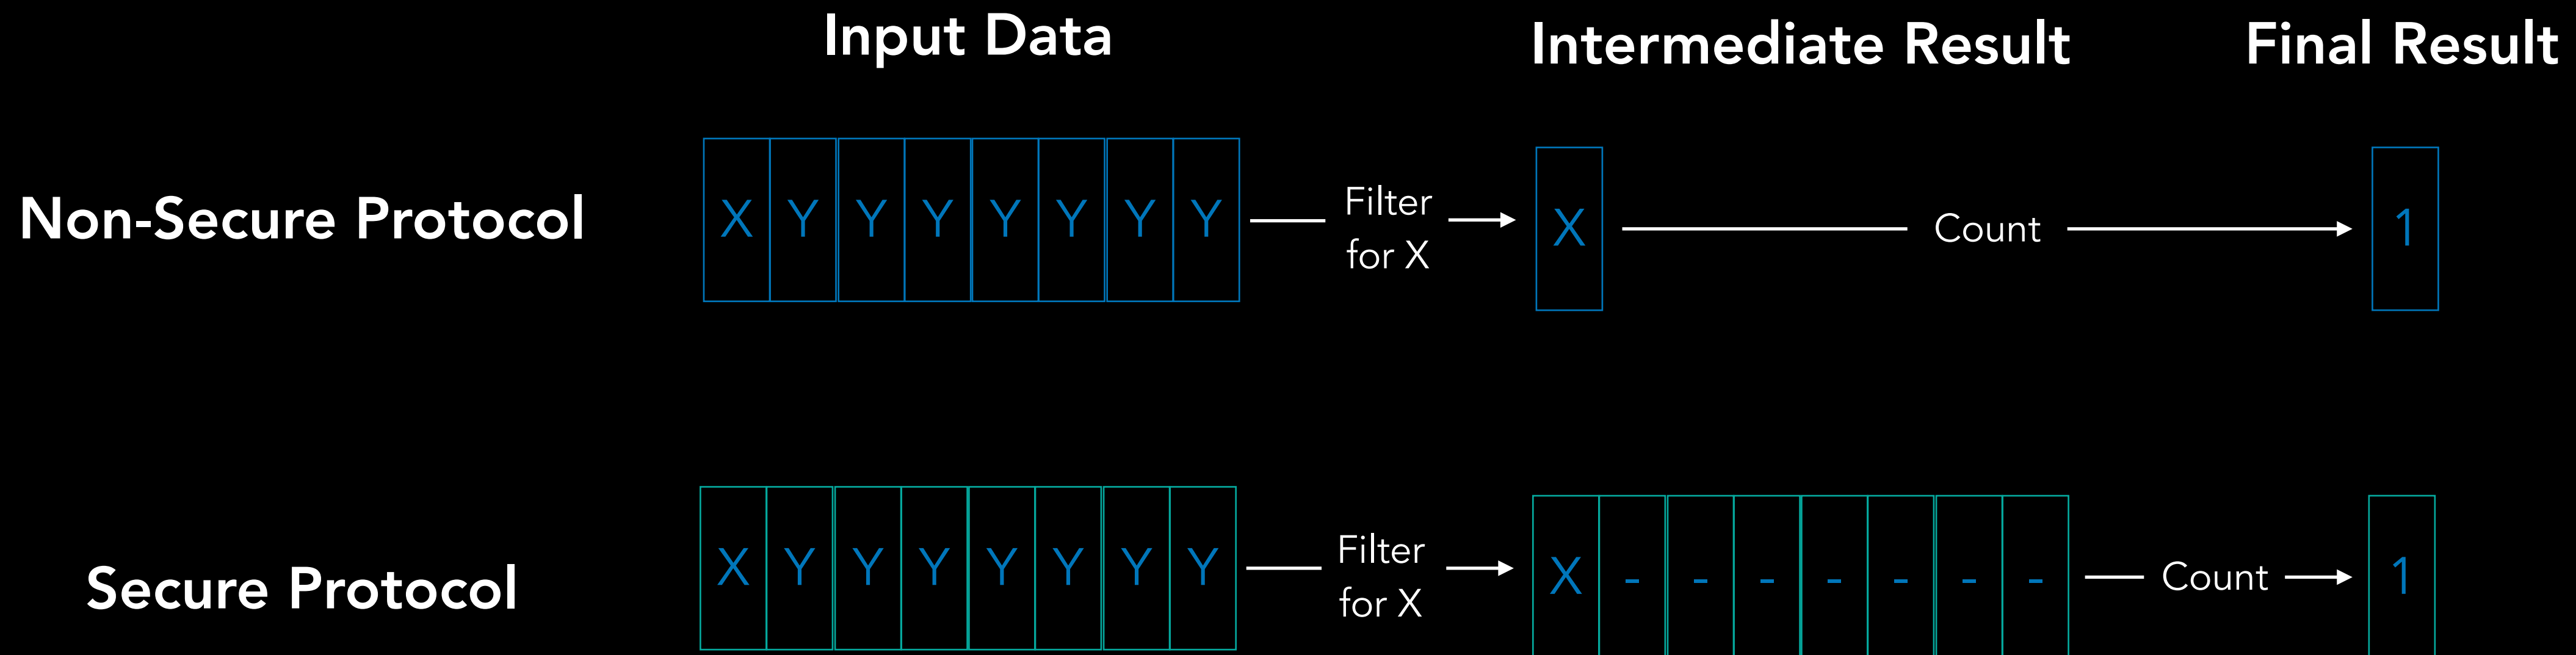 Input Data Intermediate Result Final Result
Non-Secure Protocol X Y Y Y Y Y Y Y Filter for X X Count 1
Secure Protocol X Y Y Y Y Y Y Y Filter for X X - - - - - - - Count 1